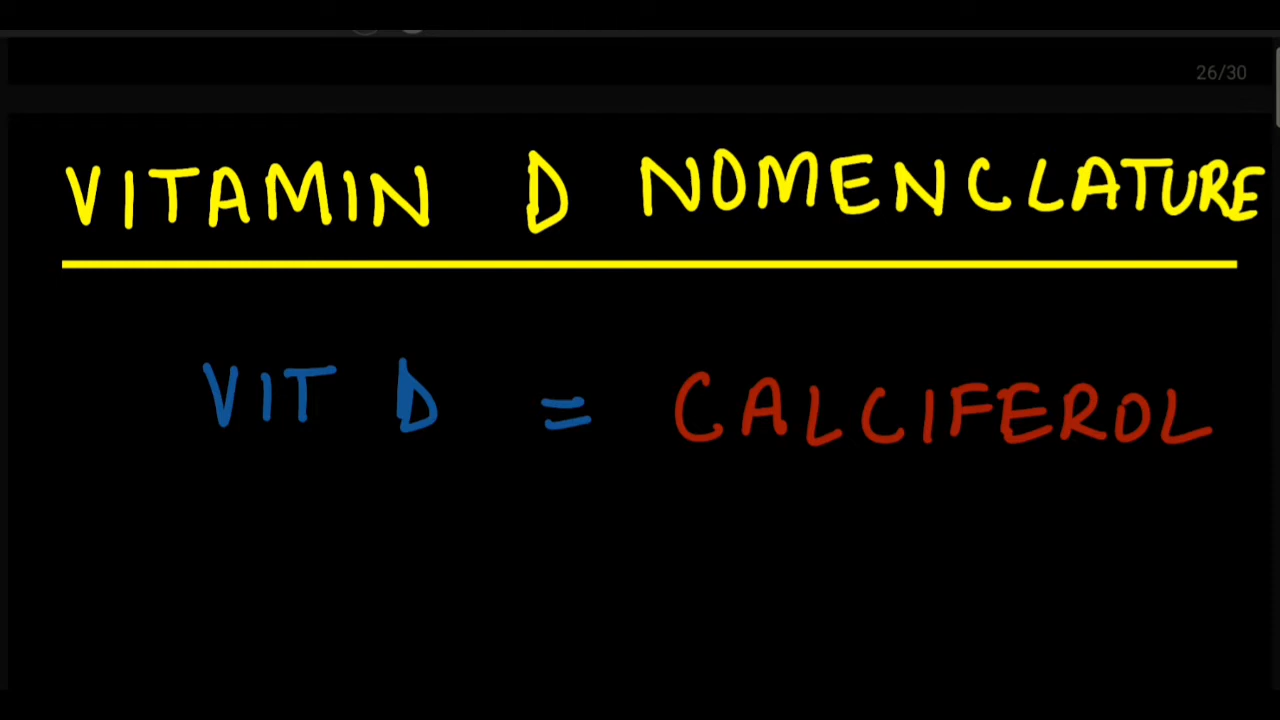 26/30
VITAMIN D NOMENCLATURE
VIT D = CALCIFEROL